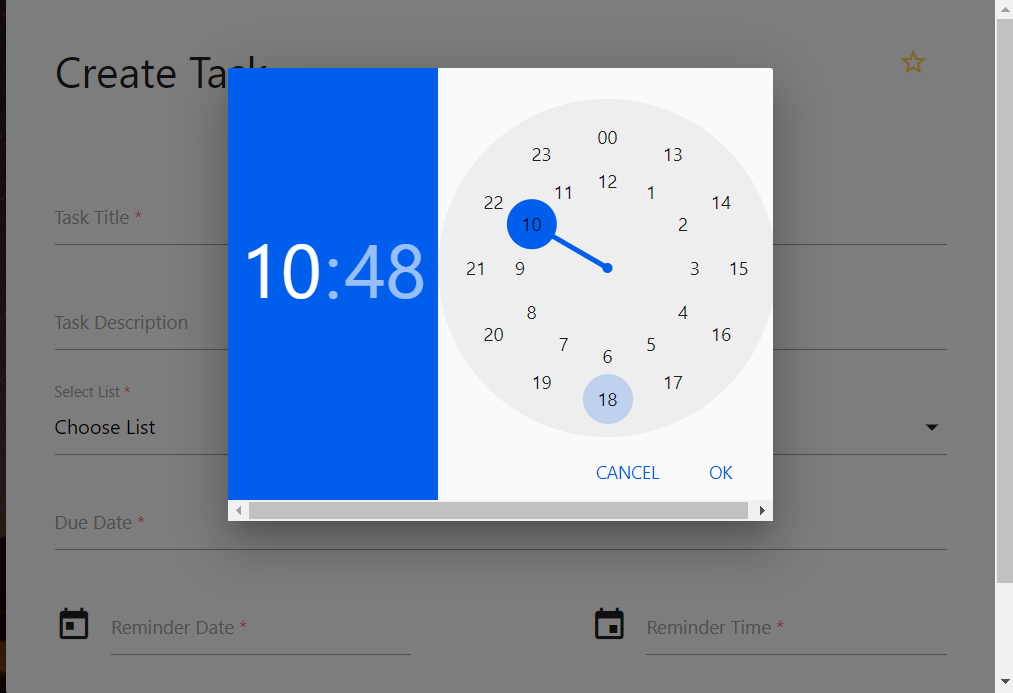 Create Task
10:48
00
23
13
12
11
1
22
14
10
2
21
9
3
15
8
4
20
16
7
5
6
19
17
18
CANCEL
OK
Task Title *
Task Description
Select List *
Choose List
Due Date *
Reminder Date *
Reminder Time *